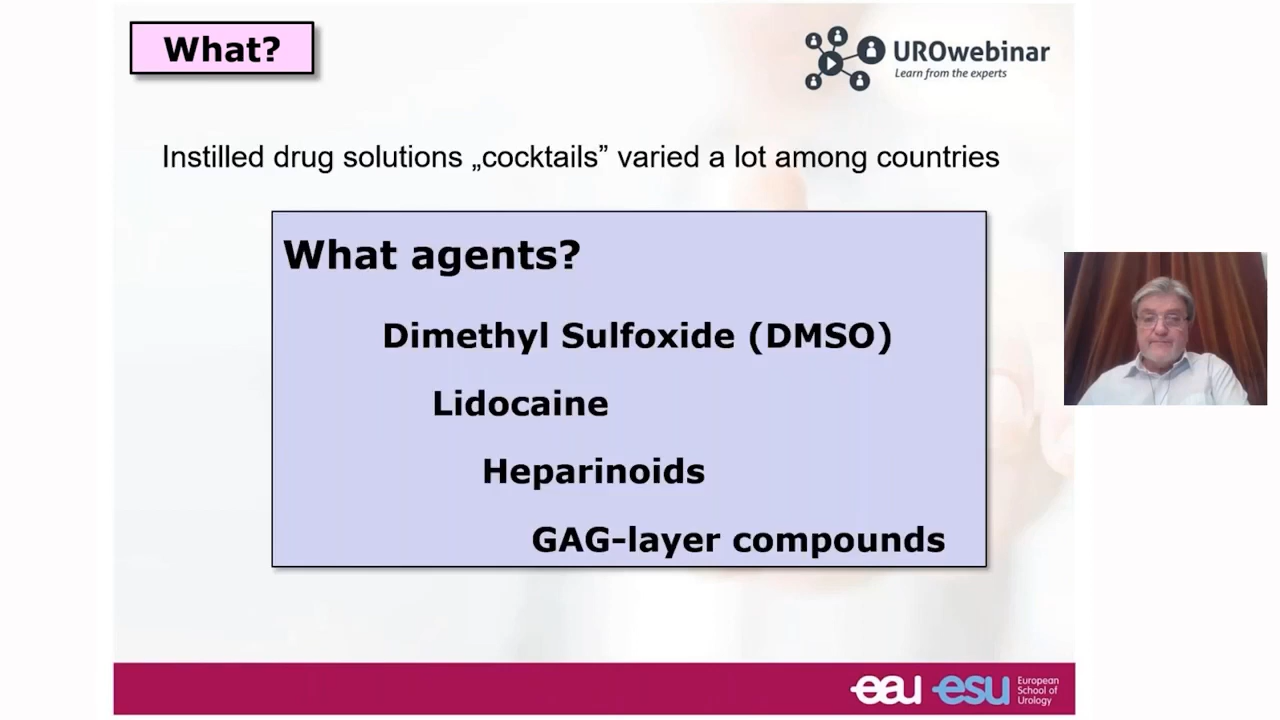 What?
UROwebinar
Learn from the experts
Instilled drug solutions „cocktails” varied a lot among countries
What agents?
Dimethyl Sulfoxide (DMSO)
Lidocaine
Heparinoids
GAG-layer compounds
eau esu European
School of
Urology